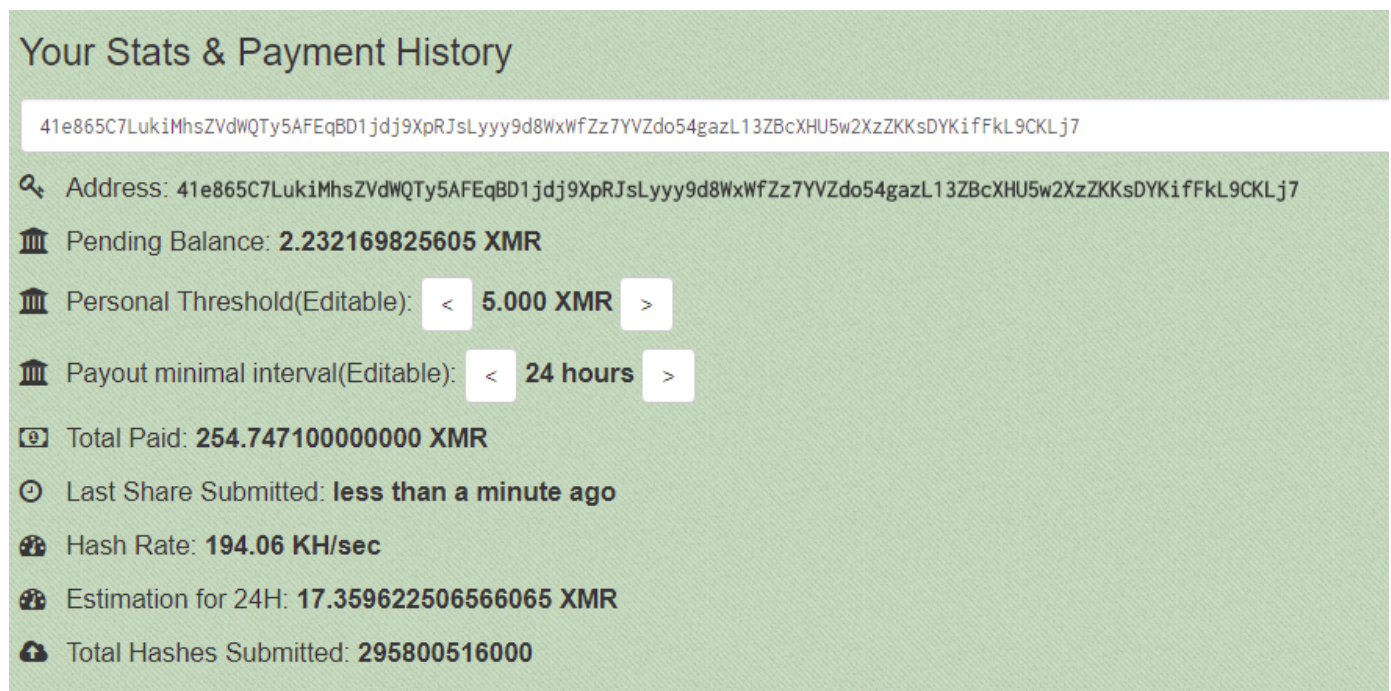 Your Stats & Payment History
41e865C7LukiMhsZVdWQTy5AFEqBD1jdj9XpRJsLyyy9d8WxWfZz7YVZdo54gazL13ZBcXHU5w2XzZKKsDYKifFkL9CKLj7
Address: 41e865C7LukiMhsZVdWQTy5AFEqBD1jdj9XpRJsLyyy9d8WxWfZz7YVZdo54gazL13ZBcXHU5w2XzZKKsDYKifFkL9CKLj7
Pending Balance: 2.232169825605 XMR
Personal Threshold(Editable): < 5.000 XMR >
Payout minimal interval(Editable): < 24 hours >
Total Paid: 254.747100000000 XMR
Last Share Submitted: less than a minute ago
Hash Rate: 194.06 KH/sec
Estimation for 24H: 17.359622506566065 XMR
Total Hashes Submitted: 295800516000